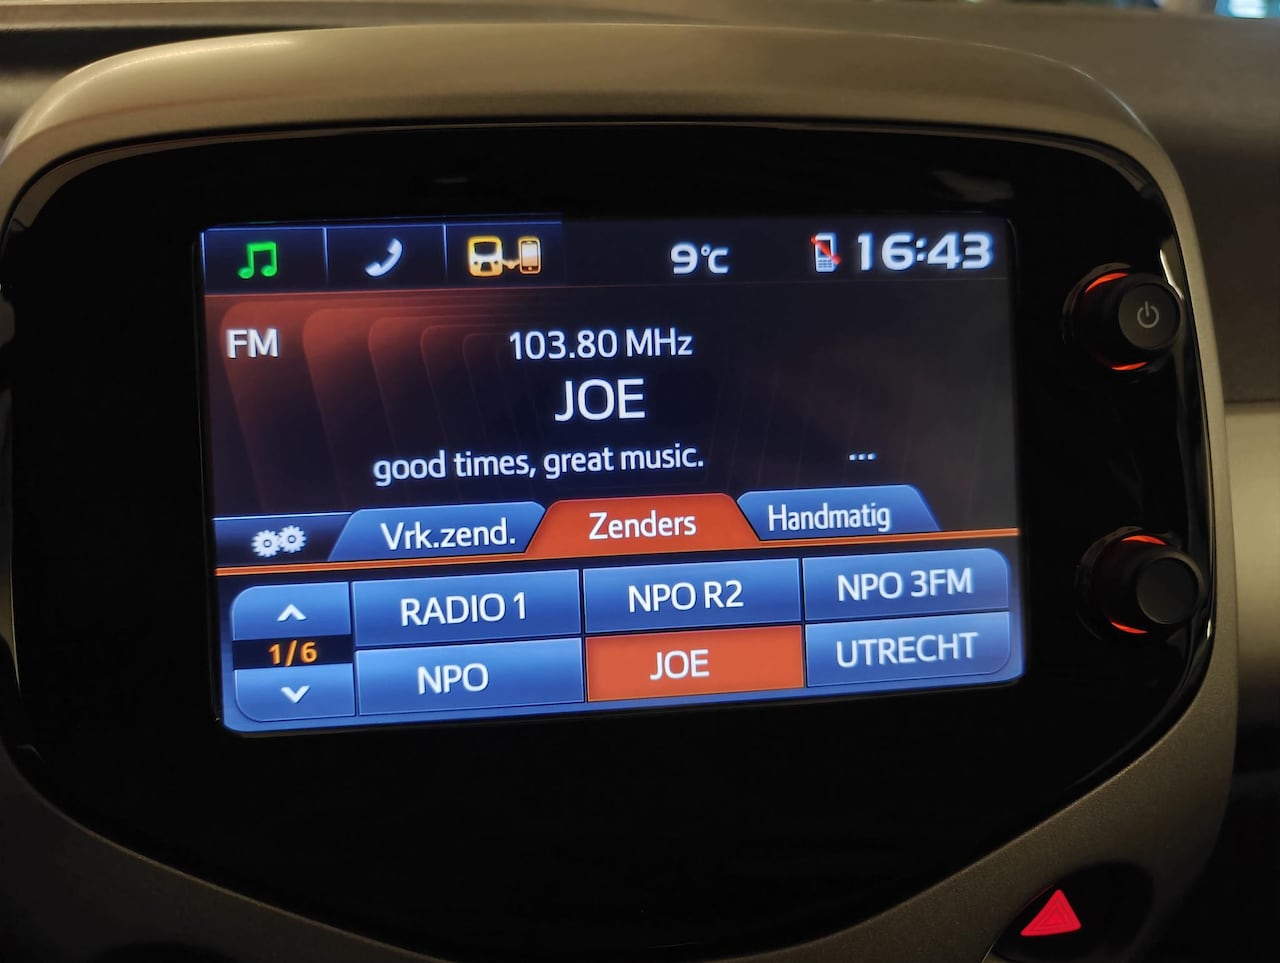 9°C 16:43
FM 103.80 MHz
JOE
good times, great music. ...
Vrk.zend. Zenders Handmatig
RADIO 1 NPO R2 NPO 3FM
1/6
NPO JOE UTRECHT